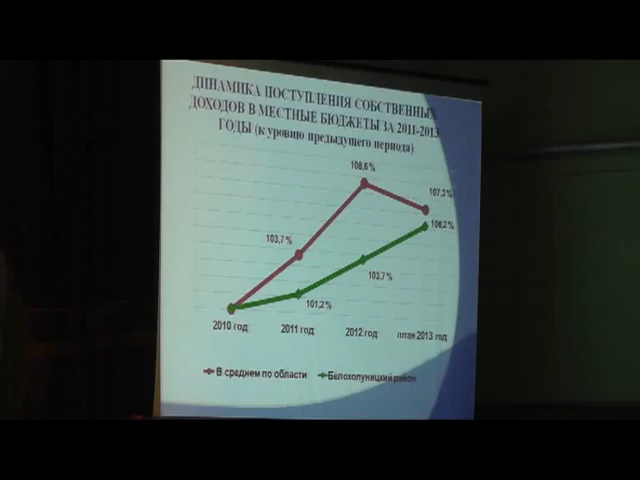 ДИНАМИКА ПОСТУПЛЕНИЯ СОБСТВЕННЫХ
ДОХОДОВ В МЕСТНЫЕ БЮДЖЕТЫ ЗА 2011-2013
ГОДЫ (к уровню предыдущего периода)
108,6%
107,3%
106,2%
103,7%
103,7%
101,2%
2010 год 2011 год 2012 год план 2013 год
В среднем по области Белохолуницкий район